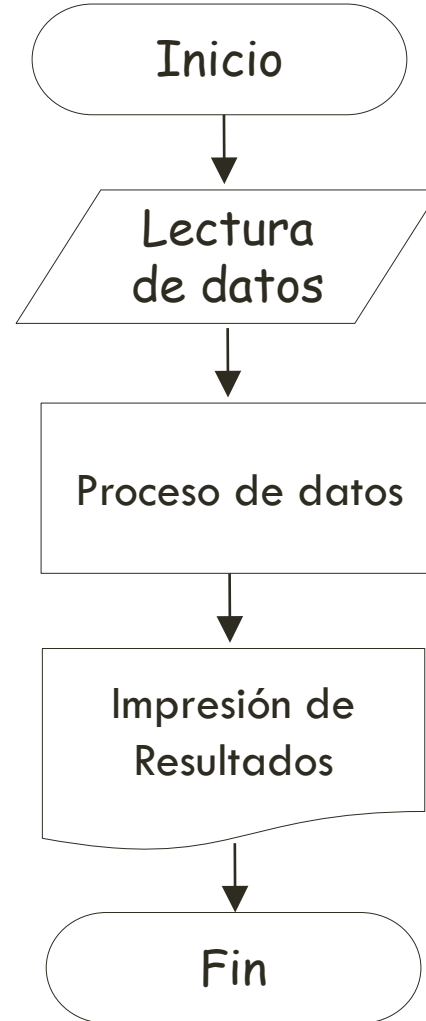 Inicio
Lectura
de datos
Proceso de datos
Impresión de
Resultados
Fin